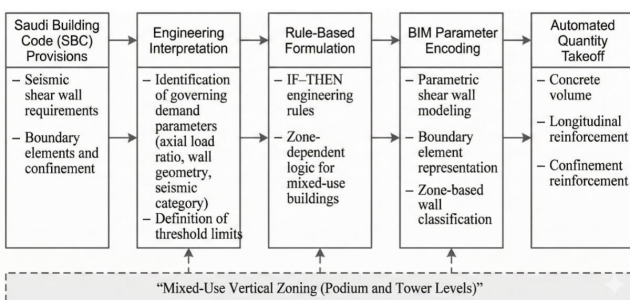 Saudi Building
Code (SBC)
Provisions
– Seismic
shear wall
requirements
– Boundary
elements and
confinement
Engineering
Interpretation
– Identification
of governing
demand
parameters
(axial load
ratio, wall
geometry,
seismic
category)
– Definition of
threshold limits
Rule-Based
Formulation
– IF–THEN
engineering
rules
– Zone-
dependent
logic for
mixed-use
buildings
BIM Parameter
Encoding
– Parametric
shear wall
modeling
– Boundary
element
representation
– Zone-based
wall
classification
Automated
Quantity
Takeoff
– Concrete
volume
– Longitudinal
reinforcement
– Confinement
reinforcement
“Mixed-Use Vertical Zoning (Podium and Tower Levels)”